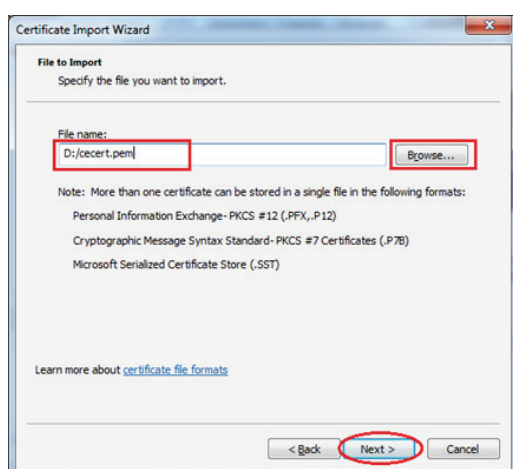 Certificate Import Wizard
File to Import
Specify the file you want to import.
File name:
D:/cecert.pem
Browse...
Note: More than one certificate can be stored in a single file in the following formats:
Personal Information Exchange- PKCS #12 (.PFX,.P12)
Cryptographic Message Syntax Standard- PKCS #7 Certificates (.P7B)
Microsoft Serialized Certificate Store (.SST)
Learn more about certificate file formats
< Back Next > Cancel